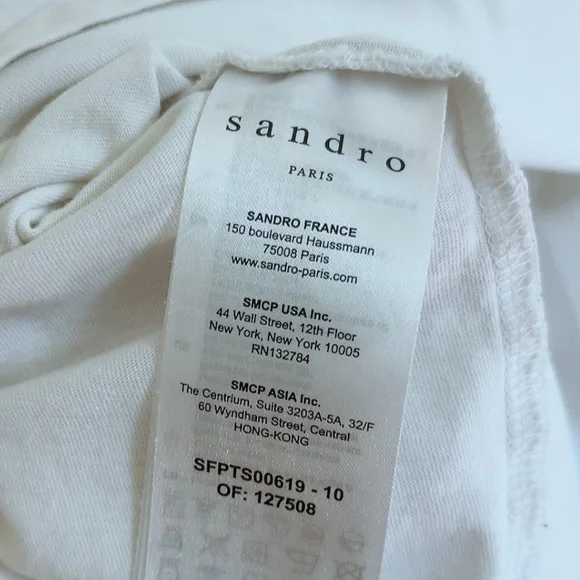 sandro
PARIS
SANDRO FRANCE
150 boulevard Haussmann
75008 Paris
www.sandro-paris.com
SMCP USA Inc.
44 Wall Street, 12th Floor
New York, New York 10005
RN132784
SMCP ASIA Inc.
The Centrium, Suite 3203A-5A, 32/F
60 Wyndham Street, Central
HONG-KONG
SFPTS00619 - 10
OF: 127508